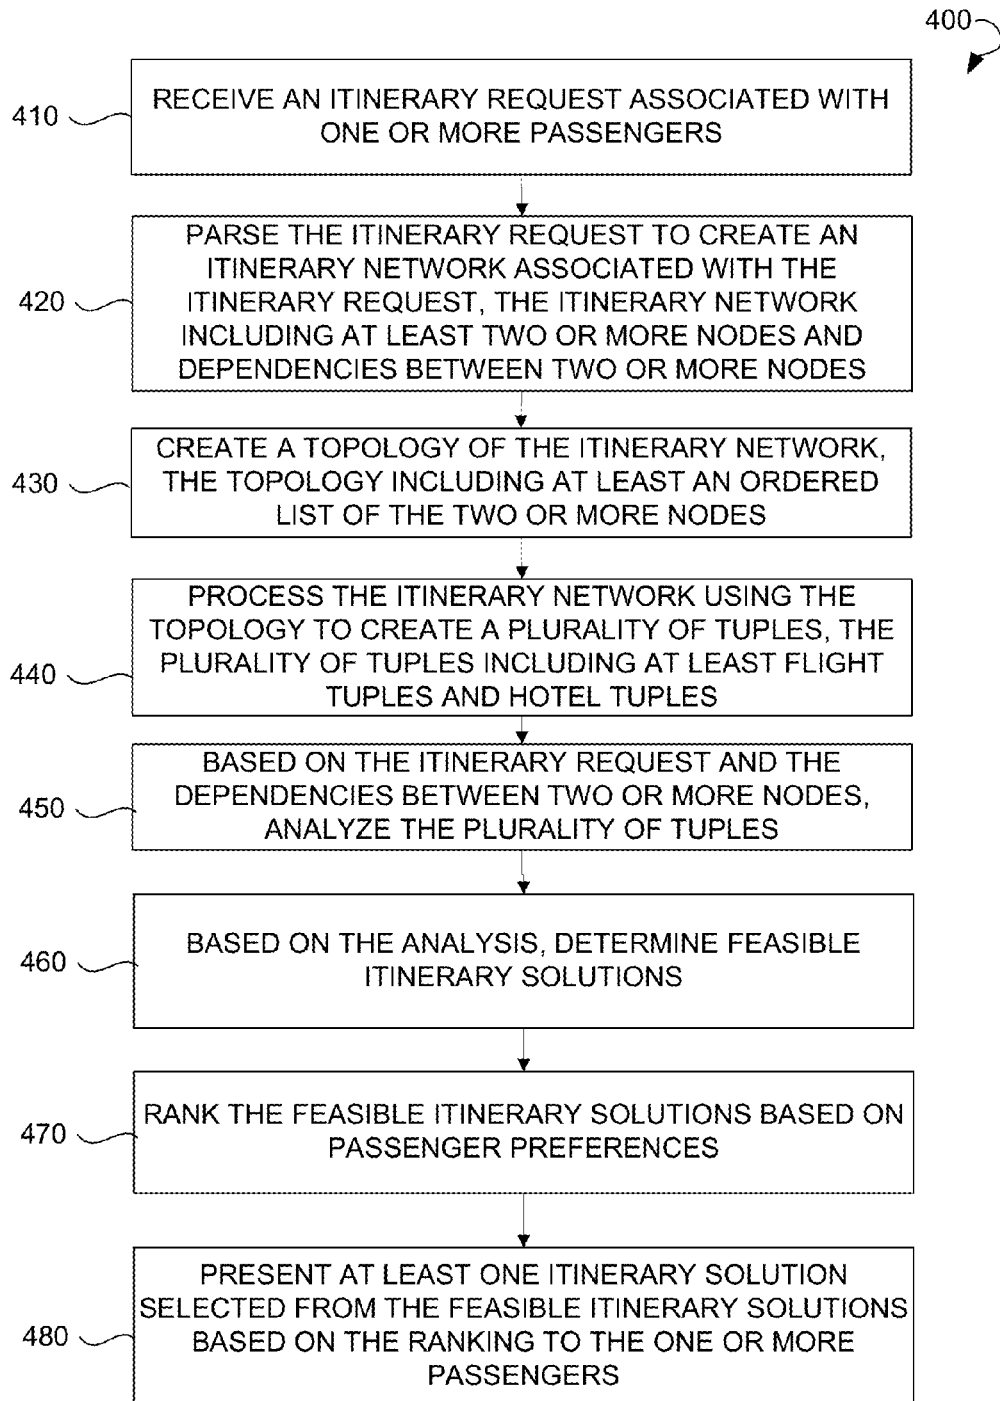 400
410
RECEIVE AN ITINERARY REQUEST ASSOCIATED WITH
ONE OR MORE PASSENGERS
420
PARSE THE ITINERARY REQUEST TO CREATE AN
ITINERARY NETWORK ASSOCIATED WITH THE
ITINERARY REQUEST, THE ITINERARY NETWORK
INCLUDING AT LEAST TWO OR MORE NODES AND
DEPENDENCIES BETWEEN TWO OR MORE NODES
430
CREATE A TOPOLOGY OF THE ITINERARY NETWORK,
THE TOPOLOGY INCLUDING AT LEAST AN ORDERED
LIST OF THE TWO OR MORE NODES
440
PROCESS THE ITINERARY NETWORK USING THE
TOPOLOGY TO CREATE A PLURALITY OF TUPLES, THE
PLURALITY OF TUPLES INCLUDING AT LEAST FLIGHT
TUPLES AND HOTEL TUPLES
450
BASED ON THE ITINERARY REQUEST AND THE
DEPENDENCIES BETWEEN TWO OR MORE NODES,
ANALYZE THE PLURALITY OF TUPLES
460
BASED ON THE ANALYSIS, DETERMINE FEASIBLE
ITINERARY SOLUTIONS
470
RANK THE FEASIBLE ITINERARY SOLUTIONS BASED ON
PASSENGER PREFERENCES
480
PRESENT AT LEAST ONE ITINERARY SOLUTION
SELECTED FROM THE FEASIBLE ITINERARY SOLUTIONS
BASED ON THE RANKING TO THE ONE OR MORE
PASSENGERS